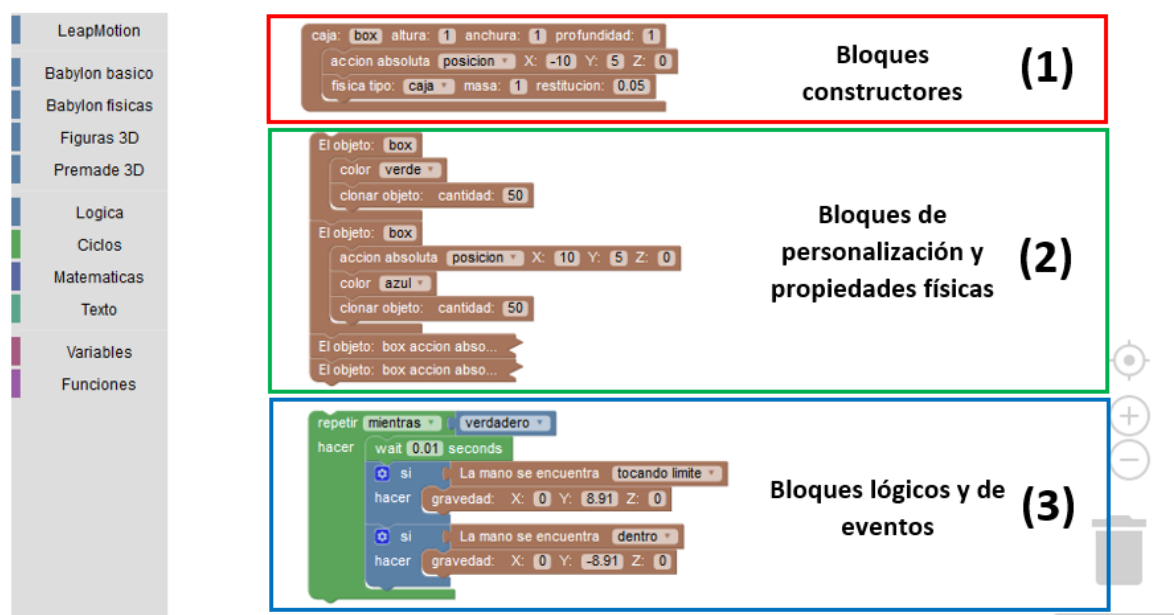 LeapMotion
Babylon basico
Babylon fisicas
Figuras 3D
Premade 3D
Logica
Ciclos
Matematicas
Texto
Variables
Funciones
caja: box altura: 1 anchura: 1 profundidad: 1
accion absoluta posicion X: -10 Y: 5 Z: 0
fisica tipo: caja masa: 1 restitucion: 0.05
Bloques
constructores
(1)
El objeto: box
color verde
clonar objeto: cantidad: 50
El objeto: box
accion absoluta posicion X: 10 Y: 5 Z: 0
color azul
clonar objeto: cantidad: 50
El objeto: box accion abso...
El objeto: box accion abso...
Bloques de
personalización y
propiedades físicas
(2)
repetir mientras verdadero
hacer wait 0.01 seconds
si La mano se encuentra tocando limite
hacer gravedad: X: 0 Y: 8.91 Z: 0
si La mano se encuentra dentro
hacer gravedad: X: 0 Y: -8.91 Z: 0
Bloques lógicos y de
eventos
(3)